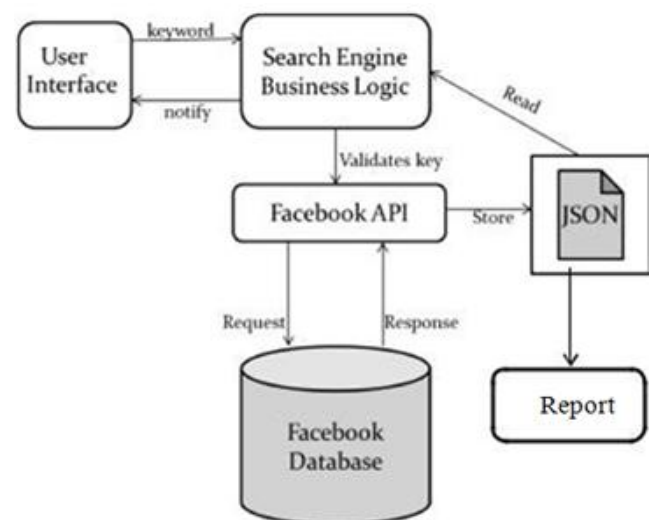 User
Interface
keyword
notify
Search Engine
Business Logic
Read
Validates key
Facebook API
Store
JSON
Request
Response
Report
Facebook
Database